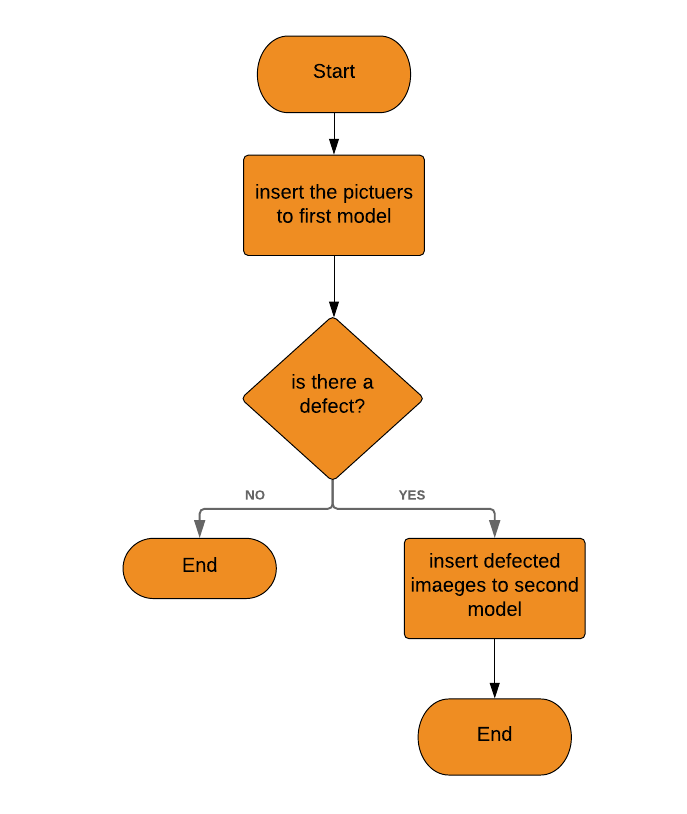 Start
insert the pictuers
to first model
is there a
defect?
NO
YES
End
insert defected
imaeges to second
model
End